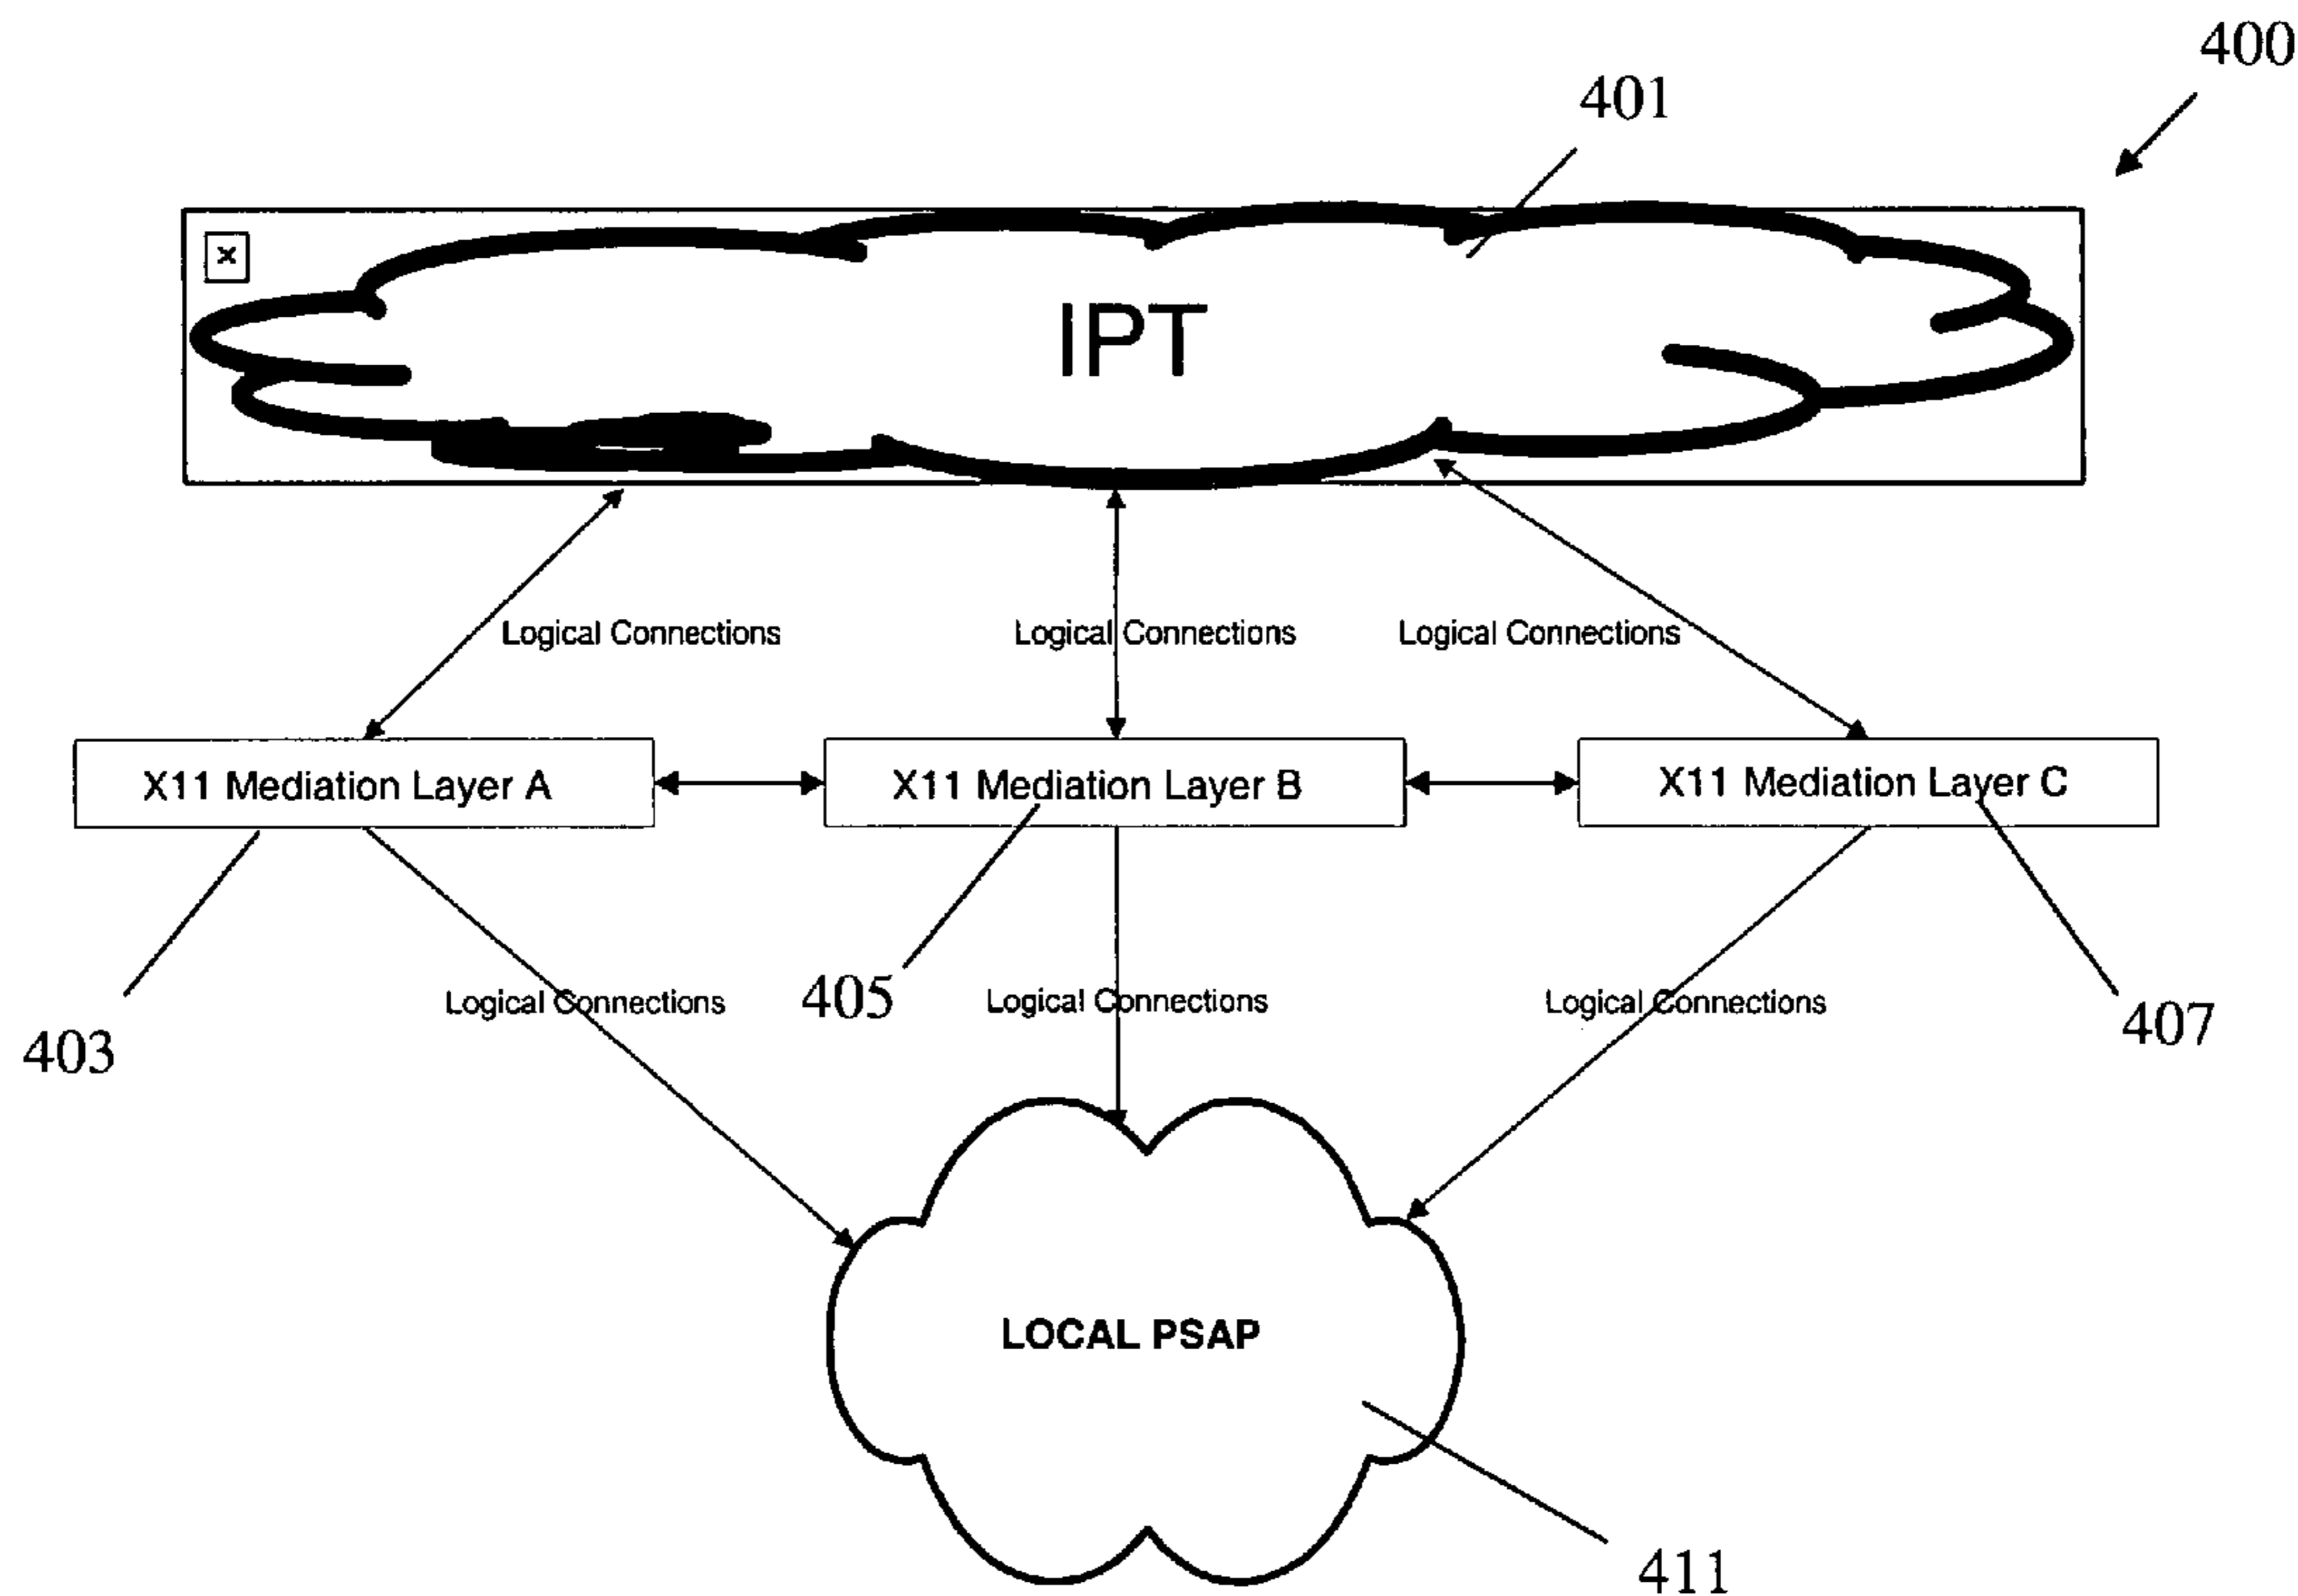 400
401
x
IPT
Logical Connections Logical Connections Logical Connections
X11 Mediation Layer A X11 Mediation Layer B X11 Mediation Layer C
Logical Connections 405 Logical Connections Logical Connections
403 407
LOCAL PSAP
411